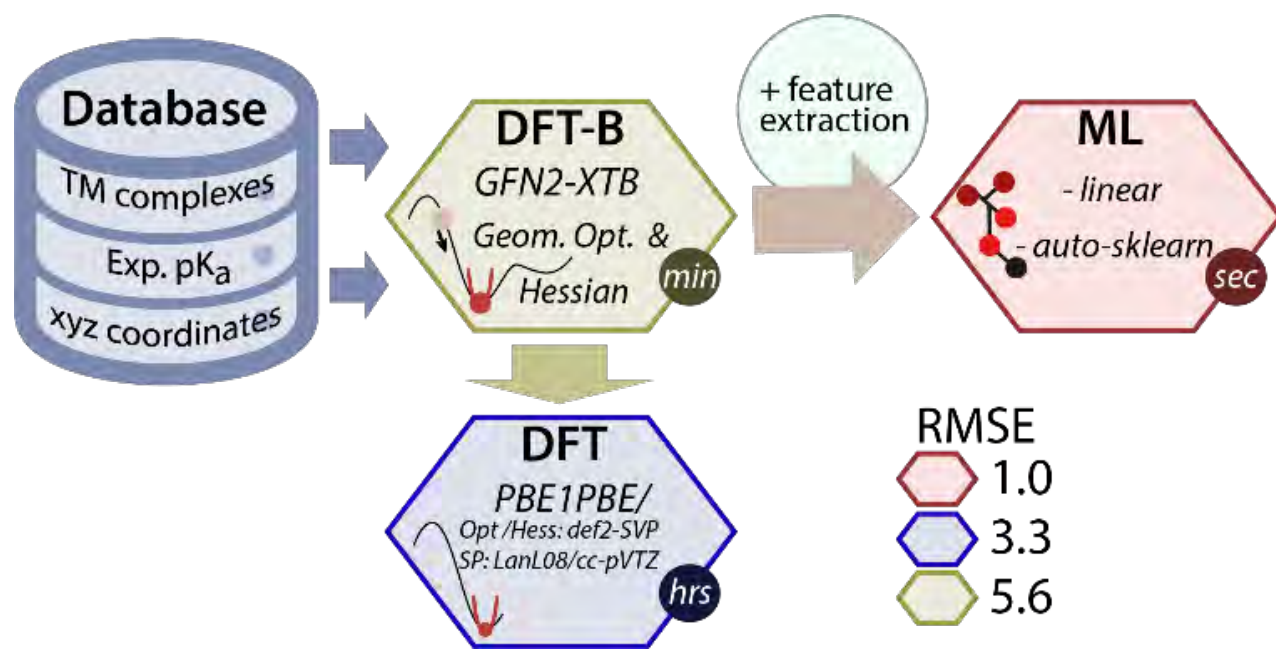 Database
TM complexes
Exp. pKa
xyz coordinates
DFT-B
GFN2-XTB
Geom. Opt. &
Hessian
min
+ feature
extraction
ML
- linear
- auto-sklearn
sec
DFT
PBE1PBE/
Opt /Hess: def2-SVP
SP: LanL08/cc-pVTZ
hrs
RMSE
1.0
3.3
5.6